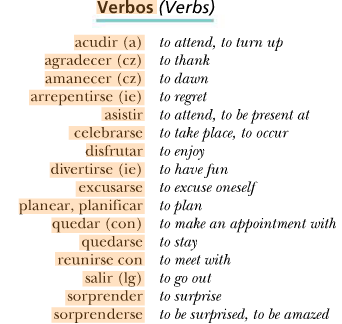 Verbos (Verbs)
acudir (a) to attend, to turn up
agradecer (cz) to thank
amanecer (cz) to dawn
arrepentirse (ie) to regret
asistir to attend, to be present at
celebrarse to take place, to occur
disfrutar to enjoy
divertirse (ie) to have fun
excusarse to excuse oneself
planear, planificar to plan
quedar (con) to make an appointment with
quedarse to stay
reunirse con to meet with
salir (lg) to go out
sorprender to surprise
sorprenderse to be surprised, to be amazed